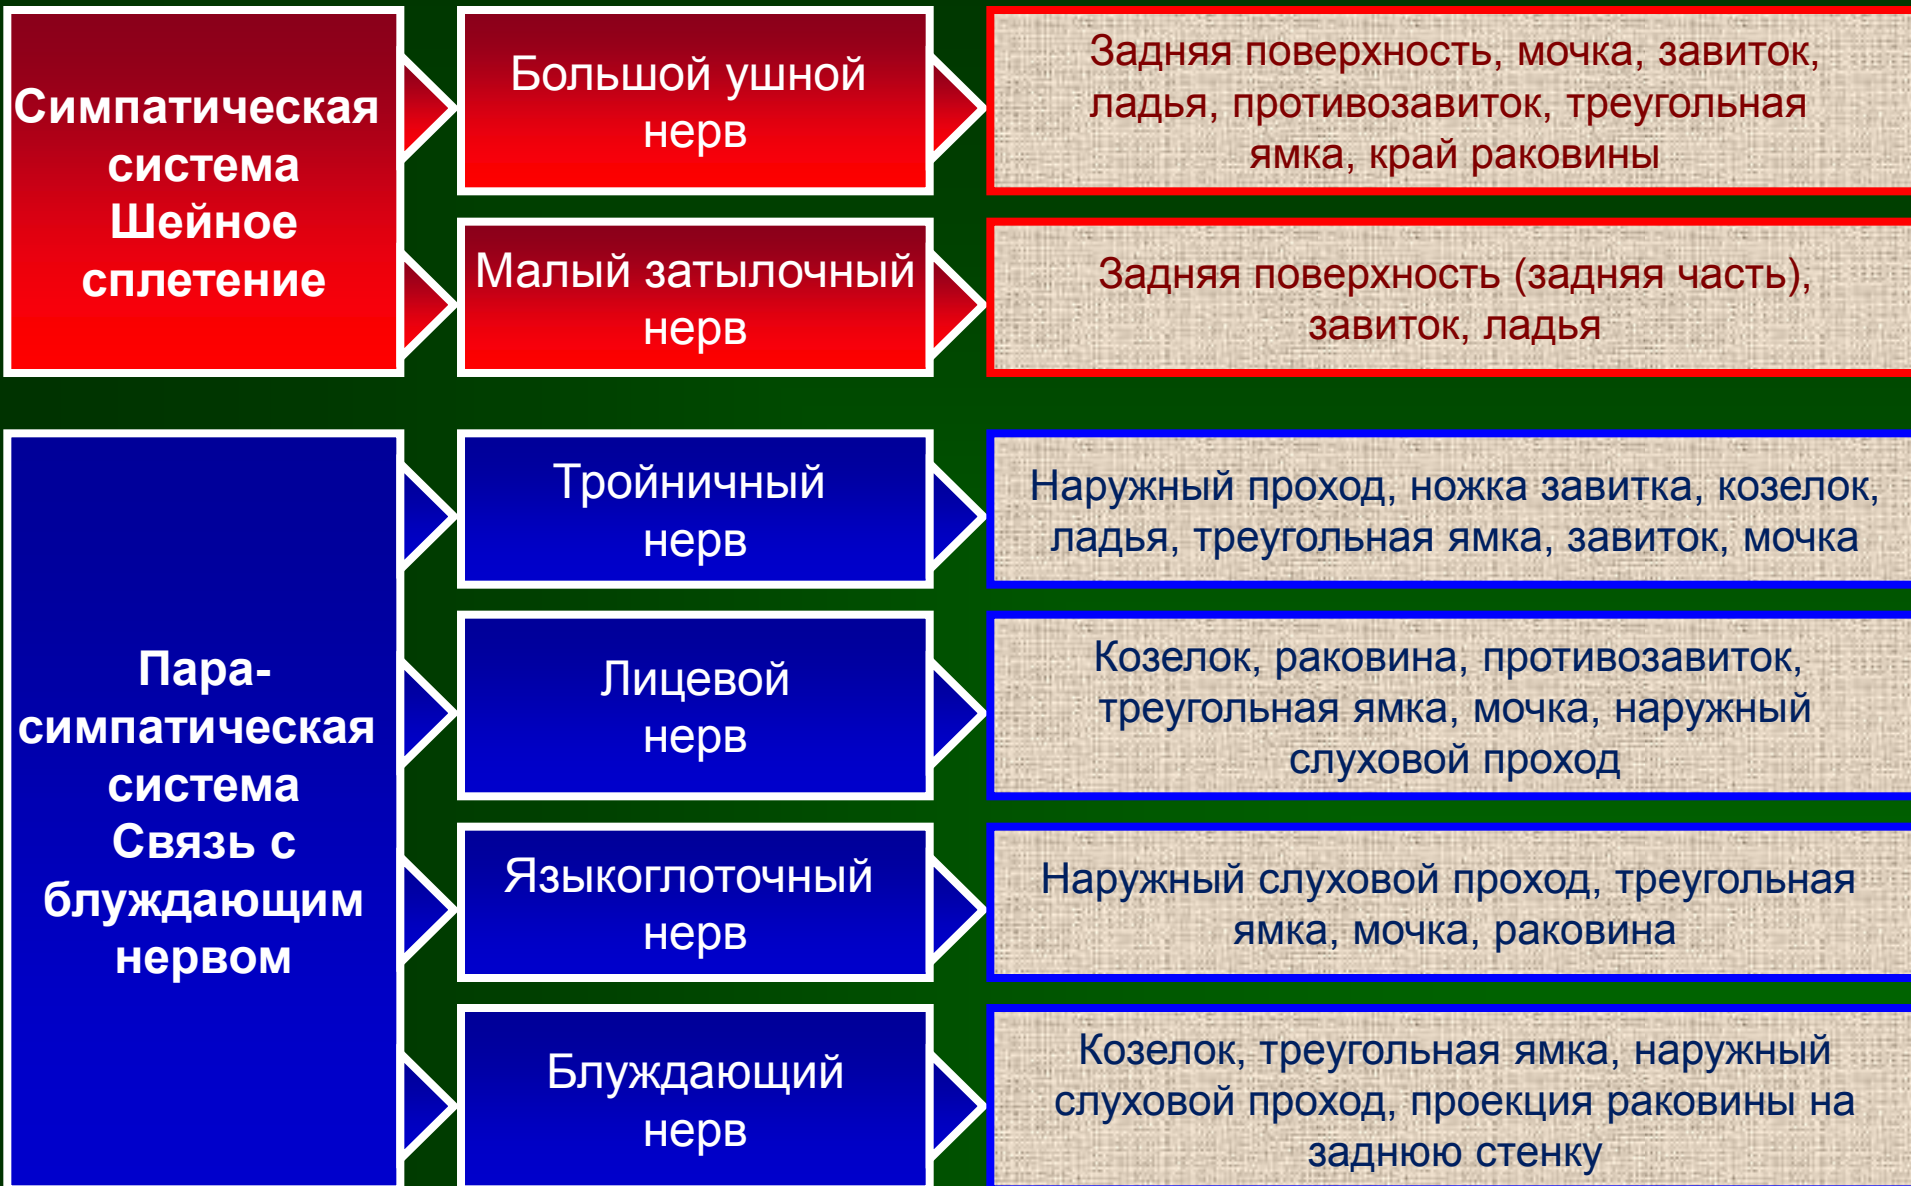 Симпатическая
система
Шейное
сплетение
Большой ушной
нерв
Задняя поверхность, мочка, завиток,
ладья, противозавиток, треугольная
ямка, край раковины
Малый затылочный
нерв
Задняя поверхность (задняя часть),
завиток, ладья
Пара-
симпатическая
система
Связь с
блуждающим
нервом
Тройничный
нерв
Наружный проход, ножка завитка, козелок,
ладья, треугольная ямка, завиток, мочка
Лицевой
нерв
Козелок, раковина, противозавиток,
треугольная ямка, мочка, наружный
слуховой проход
Языкоглоточный
нерв
Наружный слуховой проход, треугольная
ямка, мочка, раковина
Блуждающий
нерв
Козелок, треугольная ямка, наружный
слуховой проход, проекция раковины на
заднюю стенку